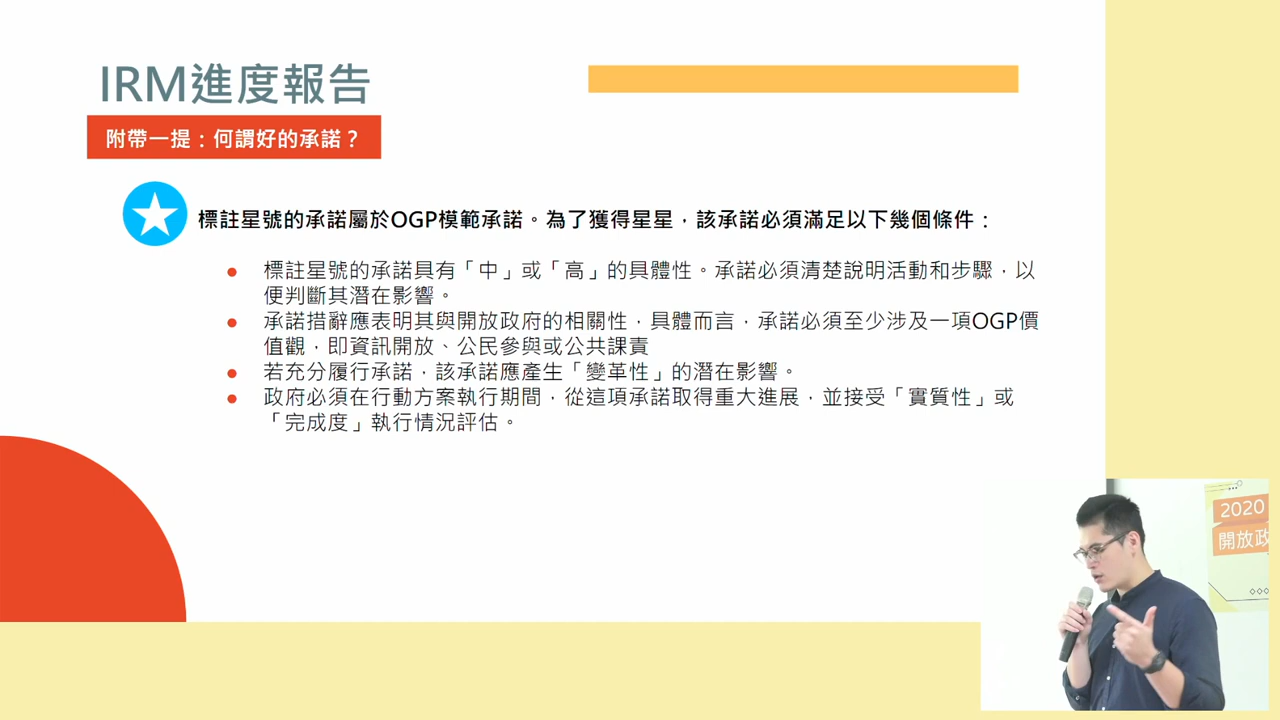 IRM進度報告
附帶一提：何謂好的承諾？
標註星號的承諾屬於OGP模範承諾。為了獲得星星，該承諾必須滿足以下幾個條件：
標註星號的承諾具有「中」或「高」的具體性。承諾必須清楚說明活動和步驟，以
便判斷其潛在影響。
承諾措辭應表明其與開放政府的相關性，具體而言，承諾必須至少涉及一項OGP價
值觀，即資訊開放、公民參與或公共課責
若充分履行承諾，該承諾應產生「變革性」的潛在影響。
政府必須在行動方案執行期間，從這項承諾取得重大進展，並接受「實質性」或
「完成度」執行情況評估。
2020
開放政